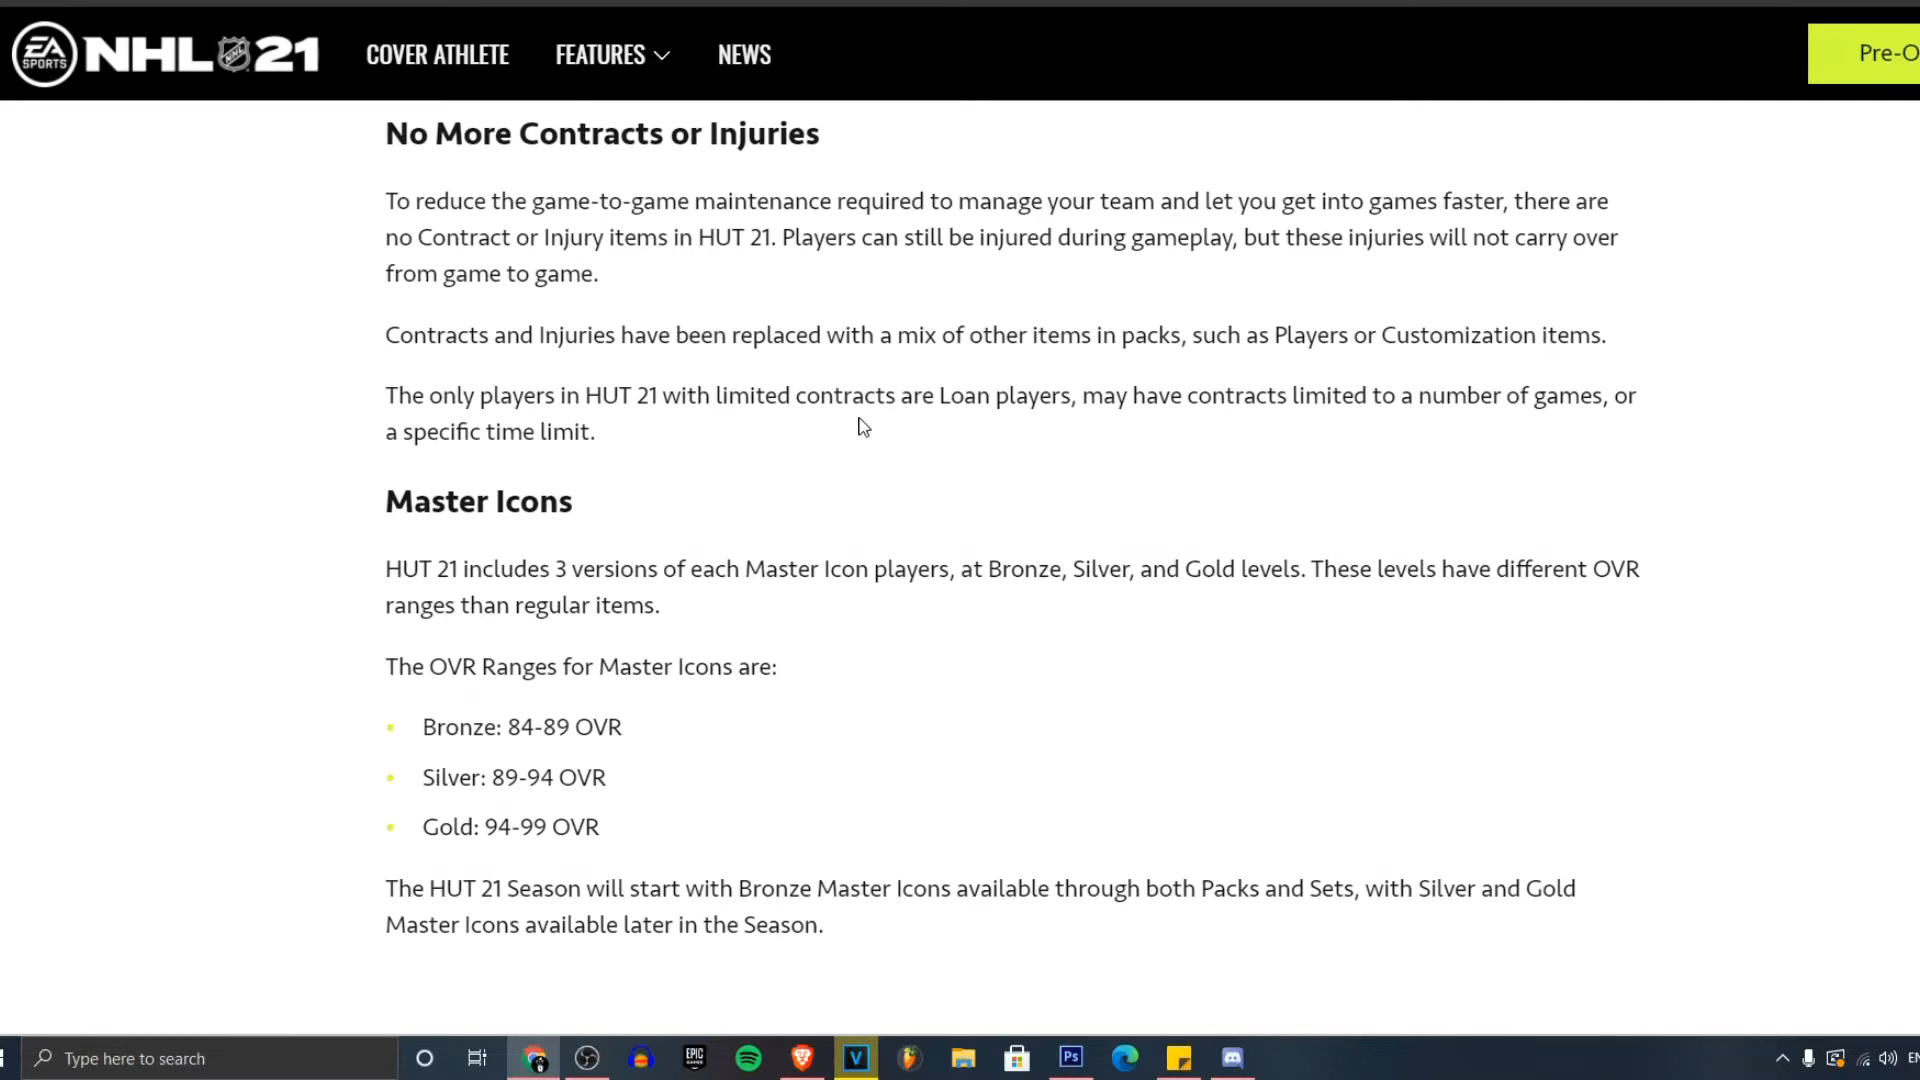 EA SPORTS NHL 21 COVER ATHLETE FEATURES NEWS Pre-O
No More Contracts or Injuries
To reduce the game-to-game maintenance required to manage your team and let you get into games faster, there are
no Contract or Injury items in HUT 21. Players can still be injured during gameplay, but these injuries will not carry over
from game to game.
Contracts and Injuries have been replaced with a mix of other items in packs, such as Players or Customization items.
The only players in HUT 21 with limited contracts are Loan players, may have contracts limited to a number of games, or
a specific time limit.
Master Icons
HUT 21 includes 3 versions of each Master Icon players, at Bronze, Silver, and Gold levels. These levels have different OVR
ranges than regular items.
The OVR Ranges for Master Icons are:
• Bronze: 84-89 OVR
• Silver: 89-94 OVR
• Gold: 94-99 OVR
The HUT 21 Season will start with Bronze Master Icons available through both Packs and Sets, with Silver and Gold
Master Icons available later in the Season.
Type here to search EPIC GAMES V Ps EN